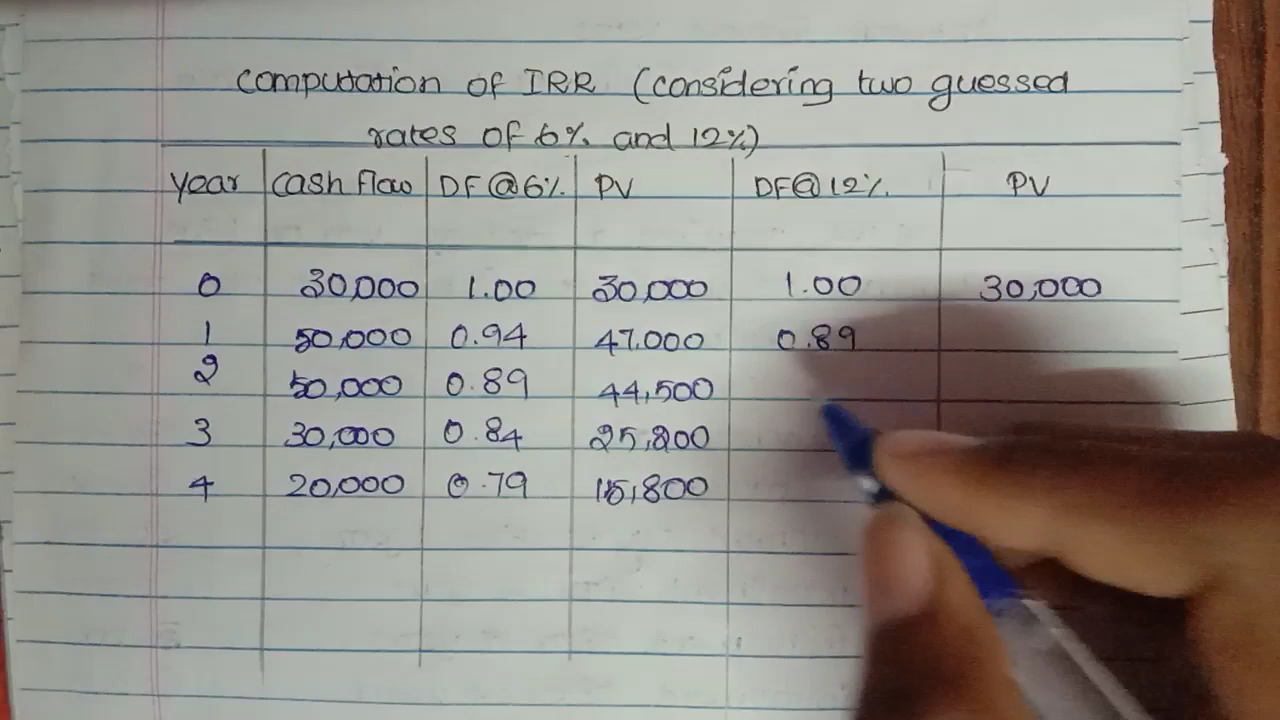 computation of IRR (considering two guessed
rates of 6% and 12%)
Year cash flow DF@6% PV DF@12% PV
0 30,000 1.00 30,000 1.00 30,000
1 50,000 0.94 47,000 0.89
2 50,000 0.89 44,500
3 30,000 0.84 25,200
4 20,000 0.79 15,800